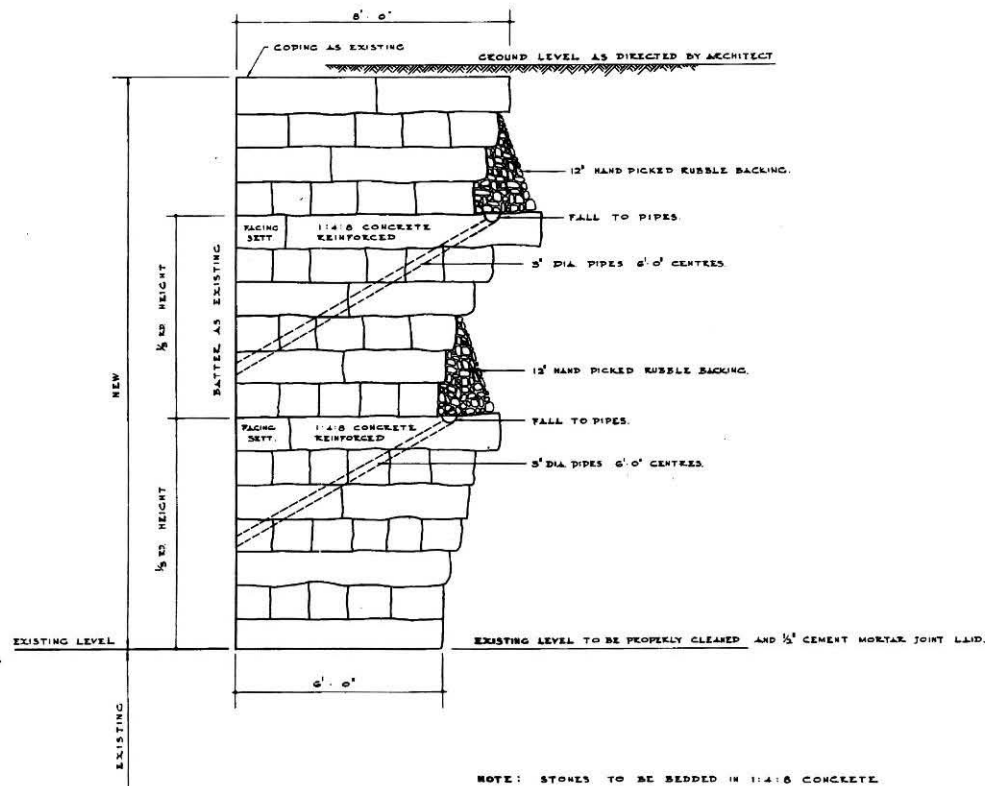 8'-0"
COPING AS EXISTING
GROUND LEVEL AS DIRECTED BY ARCHITECT
12" HAND PICKED RUBBLE BACKING.
FALL TO PIPES.
FACING SETT.
1:4:8 CONCRETE
REINFORCED
3" DIA. PIPES 6'-0" CENTRES.
1/3 RD. HEIGHT
BATTER AS EXISTING
NEW
12" HAND PICKED RUBBLE BACKING.
FALL TO PIPES.
FACING SETT.
1:4:8 CONCRETE
REINFORCED
3" DIA. PIPES 6'-0" CENTRES.
1/3 RD. HEIGHT
EXISTING LEVEL
EXISTING LEVEL TO BE PROPERLY CLEANED AND 1/2" CEMENT MORTAR JOINT LAID.
6'-0"
EXISTING
NOTE: STONES TO BE BEDDED IN 1:4:8 CONCRETE